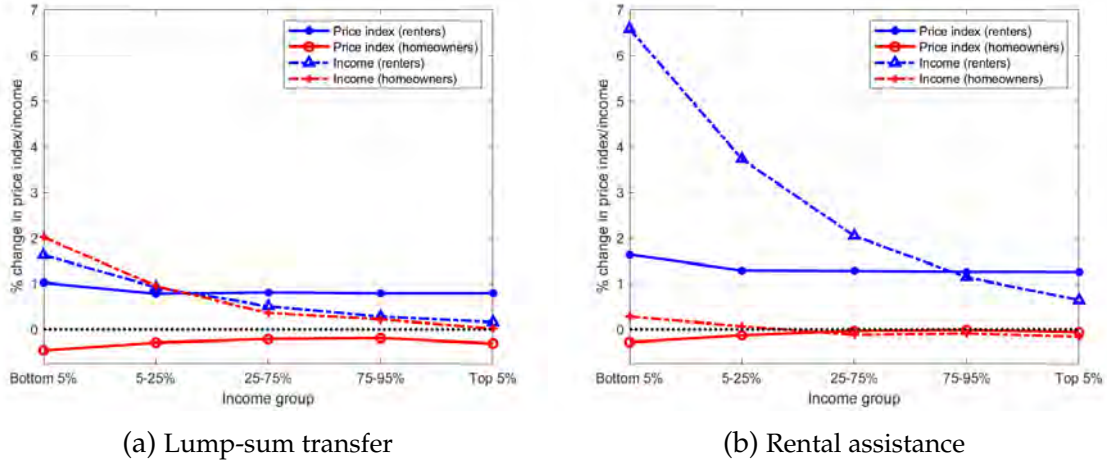 % change in price index/income
7
6
5
4
3
2
1
0
Price index (renters)
Price index (homeowners)
Income (renters)
Income (homeowners)
Bottom 5%
5-25%
25-75%
75-95%
Top 5%
Income group
(a) Lump-sum transfer
% change in price index/income
7
6
5
4
3
2
1
0
Price index (renters)
Price index (homeowners)
Income (renters)
Income (homeowners)
Bottom 5%
5-25%
25-75%
75-95%
Top 5%
Income group
(b) Rental assistance